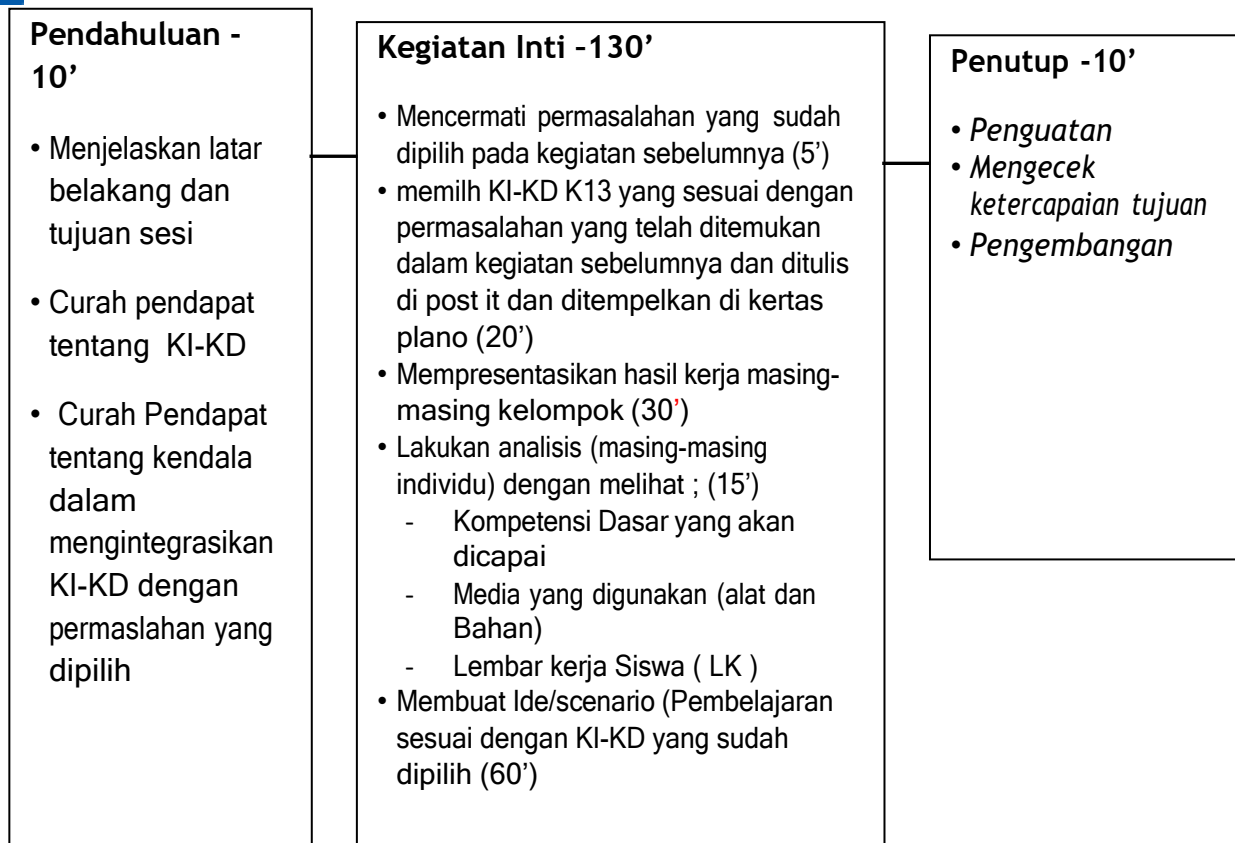 Pendahuluan -
10’
• Menjelaskan latar
belakang dan
tujuan sesi
• Curah pendapat
tentang KI-KD
• Curah Pendapat
tentang kendala
dalam
mengintegrasikan
KI-KD dengan
permaslahan yang
dipilih
Kegiatan Inti –130’
• Mencermati permasalahan yang sudah
dipilih pada kegiatan sebelumnya (5’)
• memilh KI-KD K13 yang sesuai dengan
permasalahan yang telah ditemukan
dalam kegiatan sebelumnya dan ditulis
di post it dan ditempelkan di kertas
plano (20’)
• Mempresentasikan hasil kerja masing-
masing kelompok (30’)
• Lakukan analisis (masing-masing
individu) dengan melihat ; (15’)
- Kompetensi Dasar yang akan
dicapai
- Media yang digunakan (alat dan
Bahan)
- Lembar kerja Siswa ( LK )
• Membuat Ide/scenario (Pembelajaran
sesuai dengan KI-KD yang sudah
dipilih (60’)
Penutup -10’
• Penguatan
• Mengecek
ketercapaian tujuan
• Pengembangan